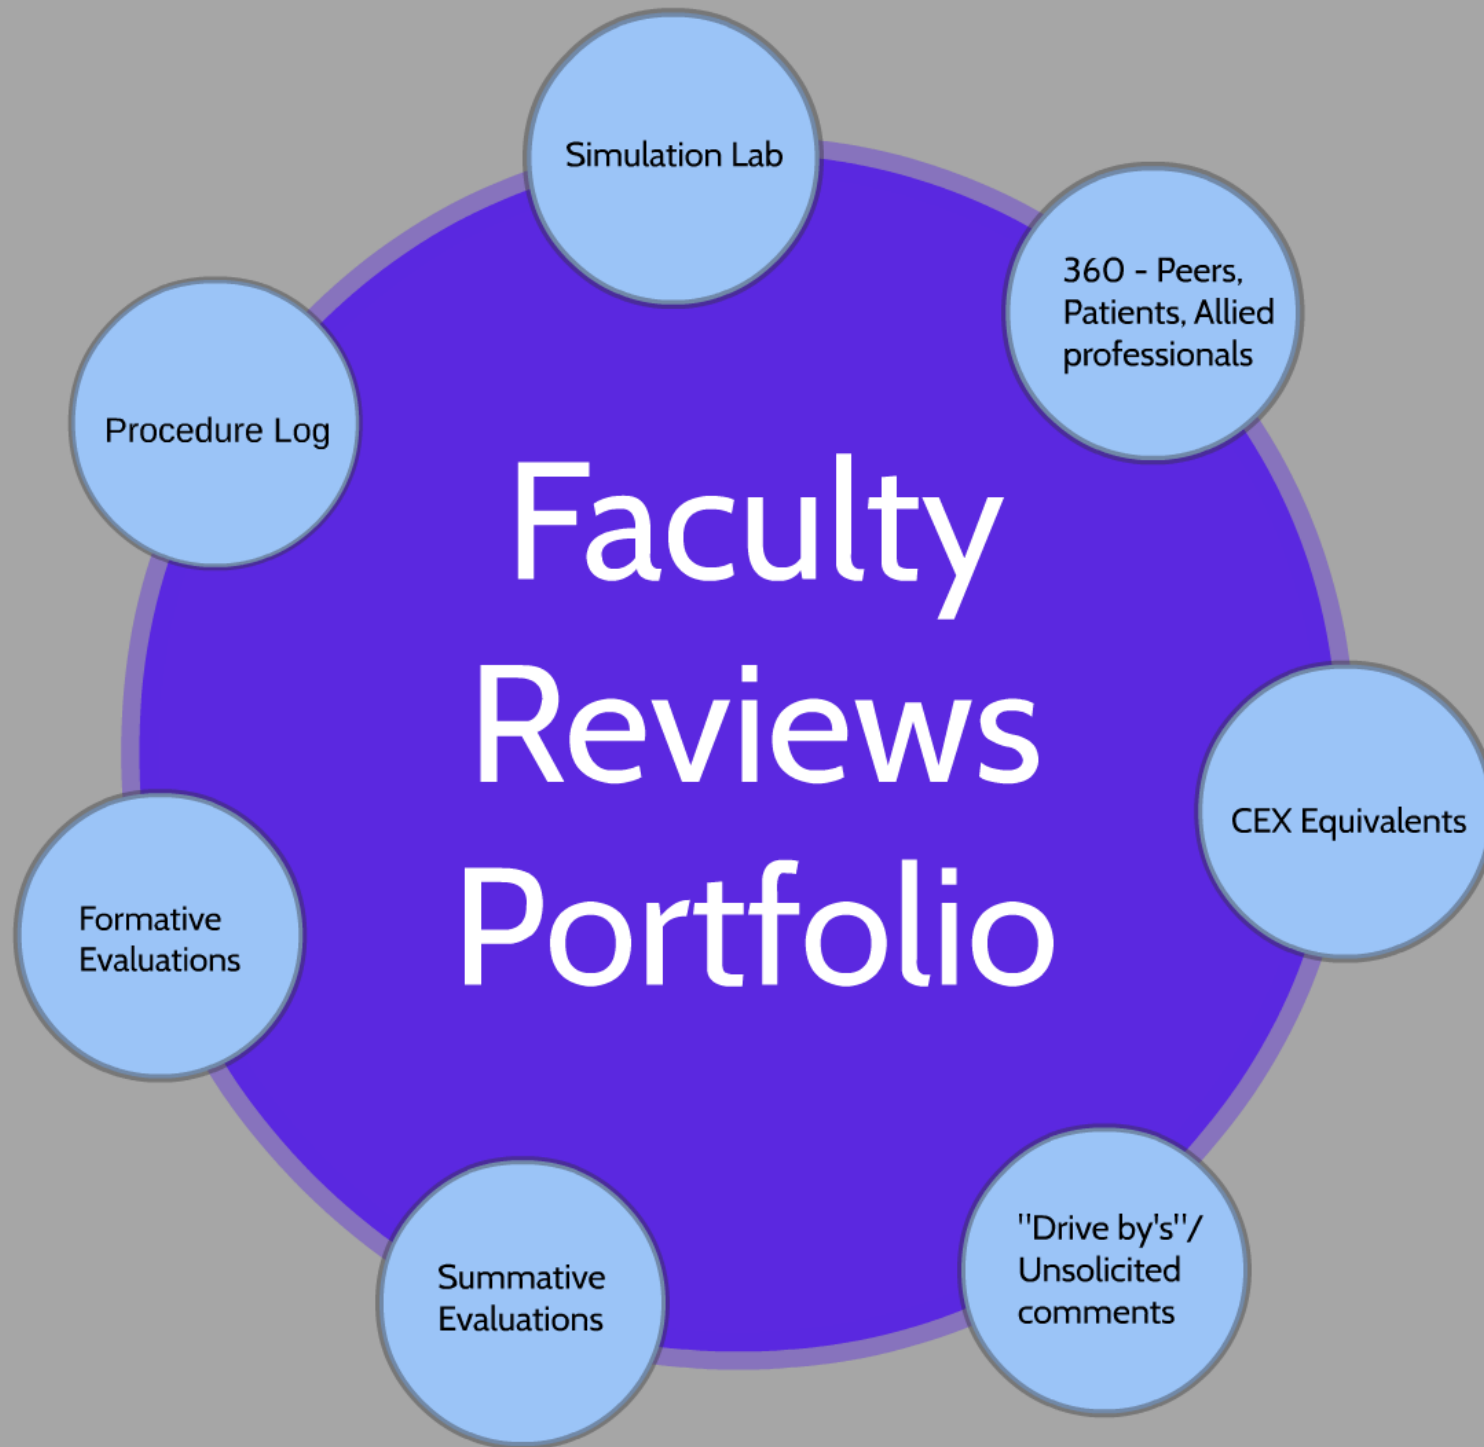 Simulation Lab
360 - Peers,
Patients, Allied
professionals
Procedure Log
Faculty
Reviews
Portfolio
CEX Equivalents
Formative
Evaluations
"Drive by's"/
Unsolicited
comments
Summative
Evaluations